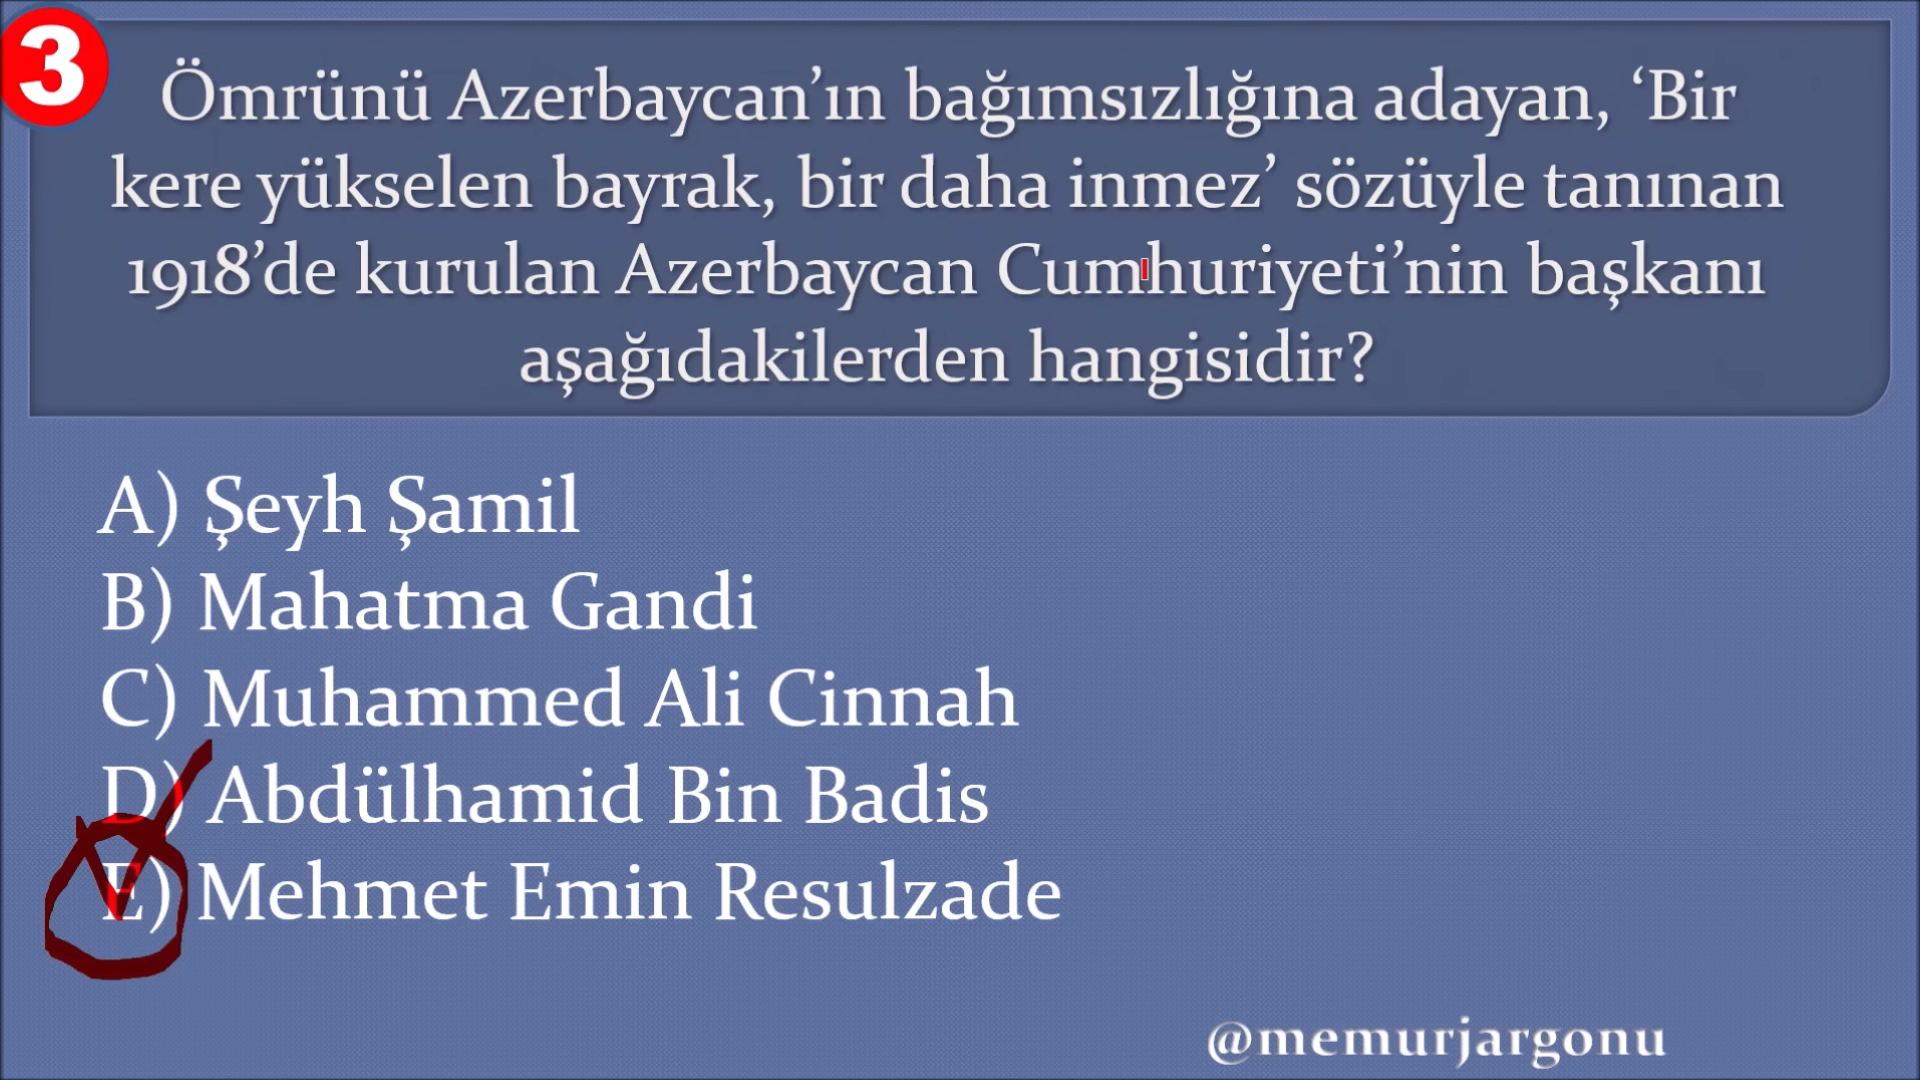 3
Ömrünü Azerbaycan’ın bağımsızlığına adayan, ‘Bir
kere yükselen bayrak, bir daha inmez’ sözüyle tanınan
1918’de kurulan Azerbaycan Cumhuriyeti’nin başkanı
aşağıdakilerden hangisidir?
A) Şeyh Şamil
B) Mahatma Gandi
C) Muhammed Ali Cinnah
D) Abdülhamid Bin Badis
E) Mehmet Emin Resulzade
@memurjargonu